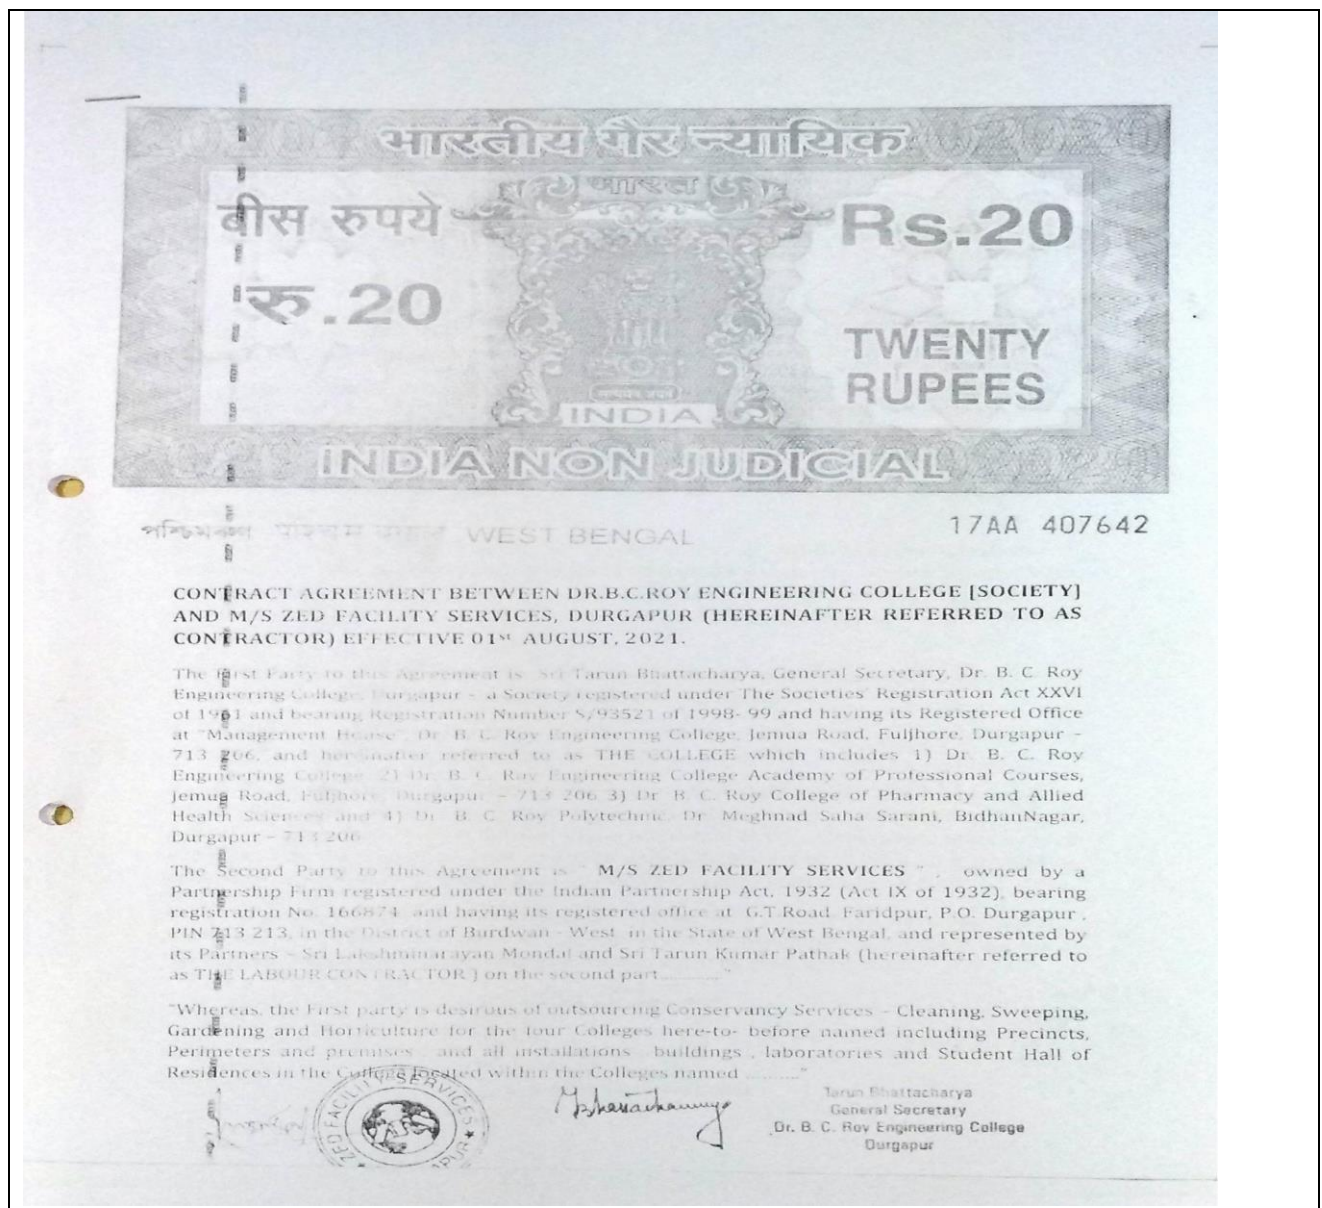 भारतीय गैर न्यायिक
भारत
बीस रुपये
Rs.20
रु.20
TWENTY
RUPEES
INDIA
INDIA NON JUDICIAL
WEST BENGAL
17AA 407642
CONTRACT AGREEMENT BETWEEN DR.B.C.ROY ENGINEERING COLLEGE [SOCIETY]
AND M/S ZED FACILITY SERVICES, DURGAPUR (HEREINAFTER REFERRED TO AS
CONTRACTOR) EFFECTIVE 01st AUGUST, 2021.
The First Party to this Agreement is Sri Tarun Bhattacharya, General Secretary, Dr. B. C. Roy
Engineering College, Durgapur – a Society registered under The Societies Registration Act XXVI
of 1961 and bearing Registration Number S/93521 of 1998- 99 and having its Registered Office
at "Management House", Dr. B. C. Roy Engineering College, Jemua Road, Fuljhore, Durgapur –
713 206, and hereinafter referred to as THE COLLEGE which includes 1) Dr. B. C. Roy
Engineering College 2) Dr. B. C. Roy Engineering College Academy of Professional Courses,
Jemua Road, Fuljhore, Durgapur – 713 206 3) Dr. B. C. Roy College of Pharmacy and Allied
Health Sciences and 4) Dr. B. C. Roy Polytechnic, Dr. Meghnad Saha Sarani, BidhanNagar,
Durgapur – 713 206
The Second Party to this Agreement is " M/S ZED FACILITY SERVICES " , owned by a
Partnership Firm registered under the Indian Partnership Act, 1932 (Act IX of 1932), bearing
registration No. 166874 and having its registered office at G.T.Road Faridpur, P.O. Durgapur ,
PIN 713 213, in the District of Burdwan - West, in the State of West Bengal, and represented by
its Partners – Sri Lakshminarayan Mondal and Sri Tarun Kumar Pathak (hereinafter referred to
as THE LABOUR CONTRACTOR ) on the second part .........."
"Whereas, the First party is desirous of outsourcing Conservancy Services - Cleaning, Sweeping,
Gardening and Horticulture for the four Colleges here-to- before named including Precincts,
Perimeters and premises and all installations buildings , laboratories and Student Hall of
Residences in the College located within the Colleges named .........."
ZED FACILITY SERVICES
Tarun Bhattacharya
General Secretary
Dr. B. C. Roy Engineering College
Durgapur